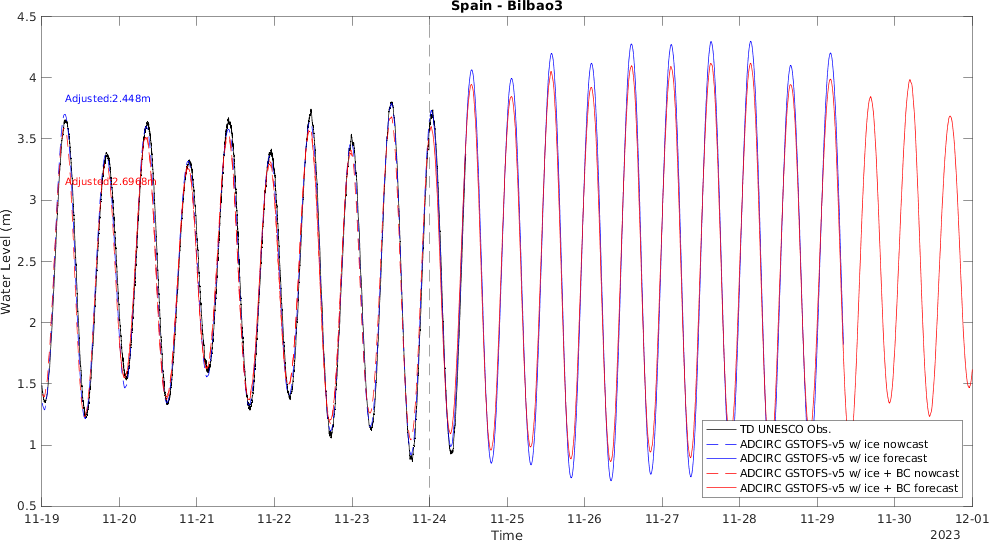 Spain - Bilbao3
4.5
4
3.5
3
2.5
2
1.5
1
0.5
Water Level (m)
Adjusted:2.448m
Adjusted:2.6968m
TD UNESCO Obs.
ADCIRC GSTOFS-v5 w/ ice nowcast
ADCIRC GSTOFS-v5 w/ ice forecast
ADCIRC GSTOFS-v5 w/ ice + BC nowcast
ADCIRC GSTOFS-v5 w/ ice + BC forecast
11-19 11-20 11-21 11-22 11-23 11-24 11-25 11-26 11-27 11-28 11-29 11-30 12-01
Time
2023